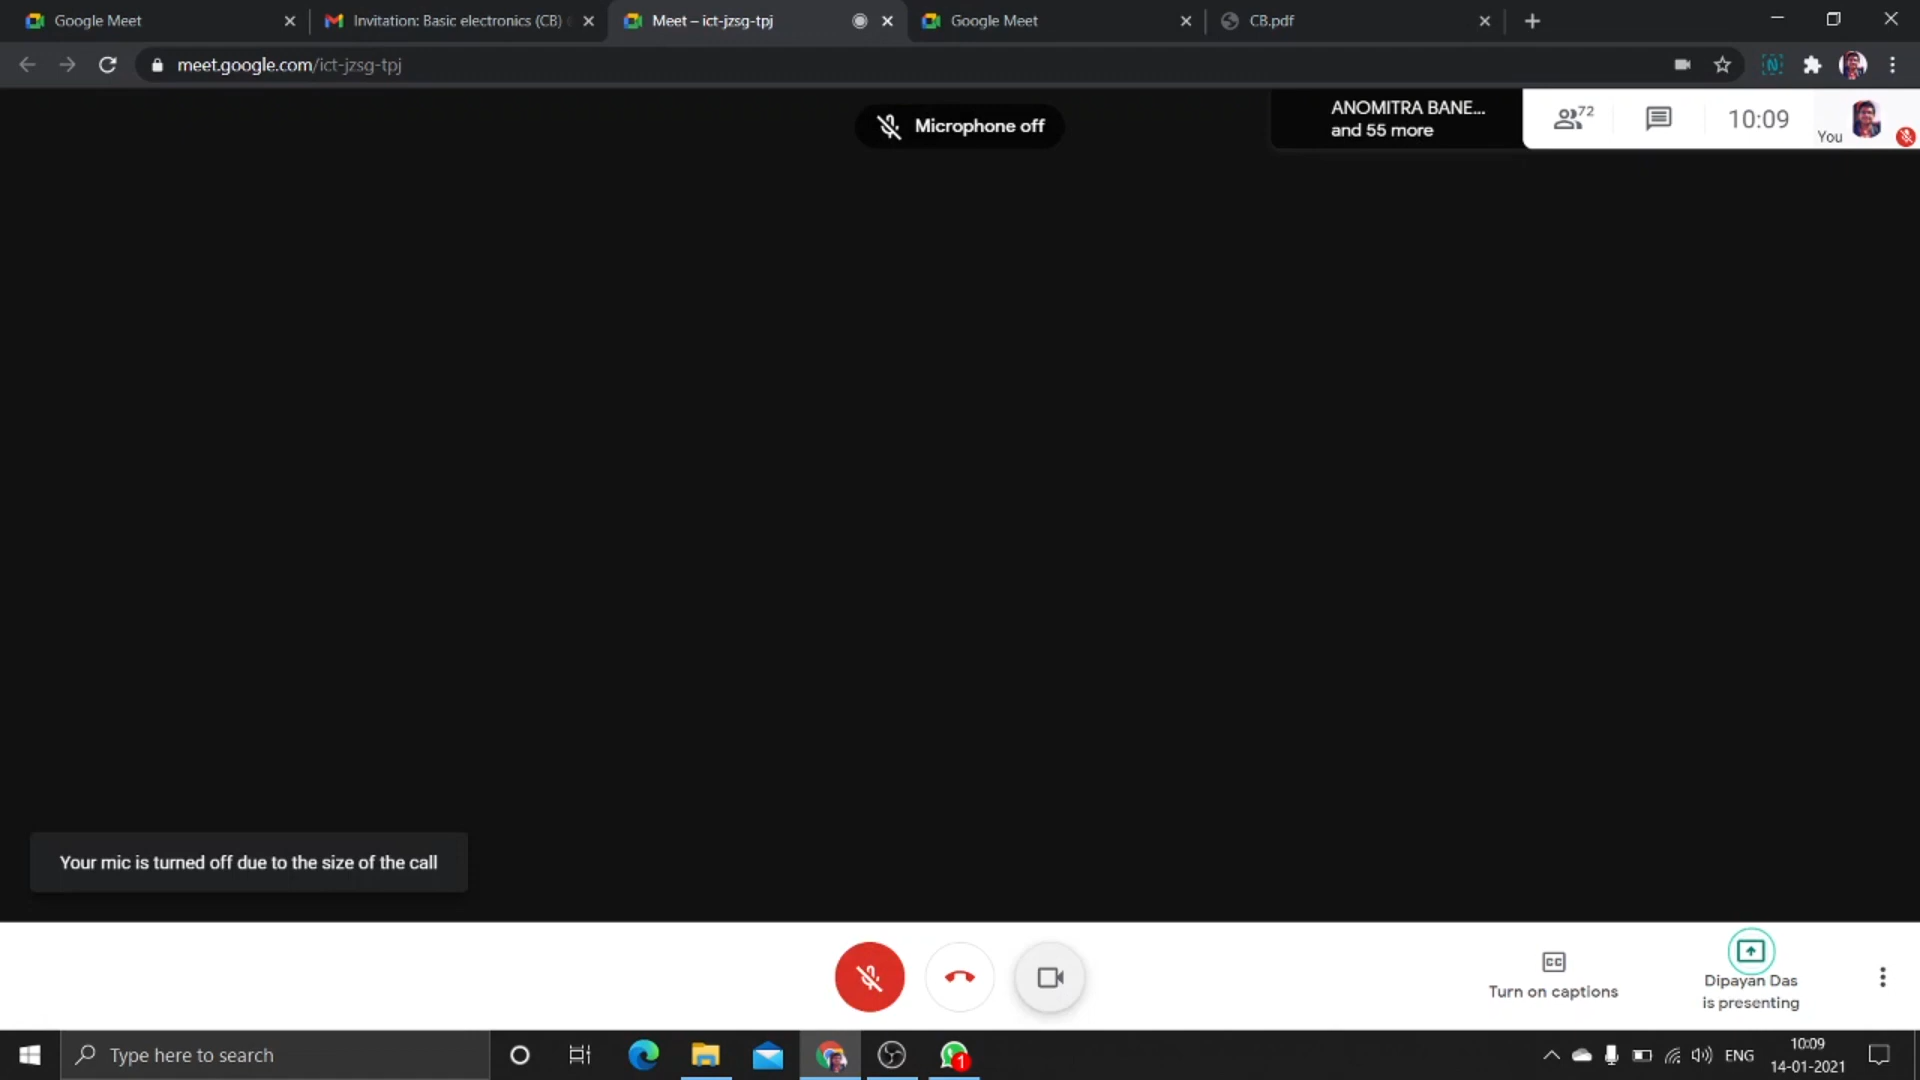 Google Meet
Invitation: Basic electronics (CB)
Meet – ict-jzsg-tpj
Google Meet
CB.pdf
meet.google.com/ict-jzsg-tpj
Microphone off
ANOMITRA BANE...
and 55 more
72
10:09
You
Your mic is turned off due to the size of the call
Turn on captions
Dipayan Das
is presenting
Type here to search
1
ENG
10:09
14-01-2021